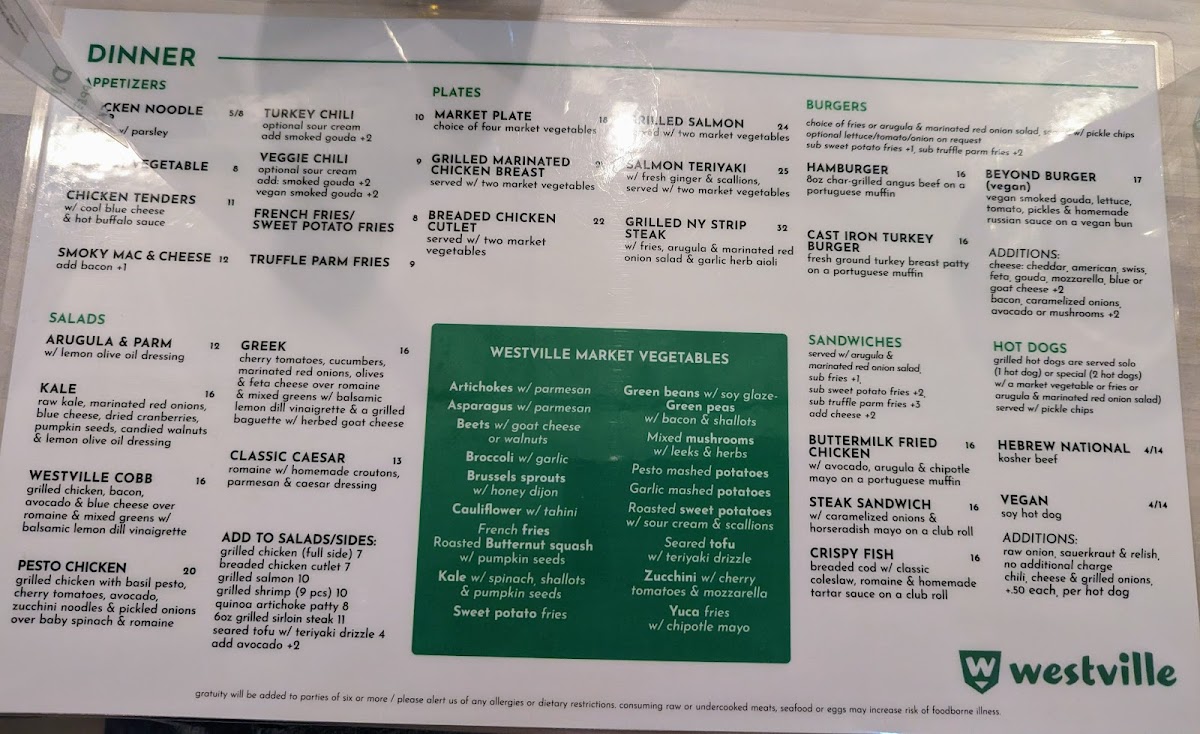 DINNER
APPETIZERS
CKEN NOODLE 5/8
w/ parsley
VEGETABLE 8
CHICKEN TENDERS 11
w/ cool blue cheese
& hot buffalo sauce
SMOKY MAC & CHEESE 12
add bacon +1
TURKEY CHILI 10
optional sour cream
add smoked gouda +2
VEGGIE CHILI 9
optional sour cream
add: smoked gouda +2
vegan smoked gouda +2
FRENCH FRIES/ 8
SWEET POTATO FRIES
TRUFFLE PARM FRIES 9
PLATES
MARKET PLATE 18
choice of four market vegetables
GRILLED MARINATED
CHICKEN BREAST
served w/ two market vegetables
BREADED CHICKEN 22
CUTLET
served w/ two market
vegetables
GRILLED SALMON 24
served w/ two market vegetables
SALMON TERIYAKI 25
w/ fresh ginger & scallions,
served w/ two market vegetables
GRILLED NY STRIP 32
STEAK
w/ fries, arugula & marinated red
onion salad & garlic herb aioli
BURGERS
choice of fries or arugula & marinated red onion salad, w/ pickle chips
optional lettuce/tomato/onion on request
sub sweet potato fries +1, sub truffle parm fries +2
HAMBURGER 16
8oz char-grilled angus beef on a
portuguese muffin
CAST IRON TURKEY 16
BURGER
fresh ground turkey breast patty
on a portuguese muffin
BEYOND BURGER 17
(vegan)
vegan smoked gouda, lettuce,
tomato, pickles & homemade
russian sauce on a vegan bun
ADDITIONS:
cheese: cheddar, american, swiss,
feta, gouda, mozzarella, blue or
goat cheese +2
bacon, caramelized onions,
avocado or mushrooms +2
SALADS
ARUGULA & PARM 12
w/ lemon olive oil dressing
KALE 16
raw kale, marinated red onions,
blue cheese, dried cranberries,
pumpkin seeds, candied walnuts
& lemon olive oil dressing
WESTVILLE COBB 16
grilled chicken, bacon,
avocado & blue cheese over
romaine & mixed greens w/
balsamic lemon dill vinaigrette
PESTO CHICKEN 20
grilled chicken with basil pesto,
cherry tomatoes, avocado,
zucchini noodles & pickled onions
over baby spinach & romaine
GREEK 16
cherry tomatoes, cucumbers,
marinated red onions, olives
& feta cheese over romaine
& mixed greens w/ balsamic
lemon dill vinaigrette & a grilled
baguette w/ herbed goat cheese
CLASSIC CAESAR 13
romaine w/ homemade croutons,
parmesan & caesar dressing
ADD TO SALADS/SIDES:
grilled chicken (full side) 7
breaded chicken cutlet 7
grilled salmon 10
grilled shrimp (9 pcs) 10
quinoa artichoke patty 8
6oz grilled sirloin steak 11
seared tofu w/ teriyaki drizzle 4
add avocado +2
WESTVILLE MARKET VEGETABLES
Artichokes w/ parmesan
Asparagus w/ parmesan
Beets w/ goat cheese
or walnuts
Broccoli w/ garlic
Brussels sprouts
w/ honey dijon
Cauliflower w/ tahini
French fries
Roasted Butternut squash
w/ pumpkin seeds
Kale w/ spinach, shallots
& pumpkin seeds
Sweet potato fries
Green beans w/ soy glaze-
Green peas
w/ bacon & shallots
Mixed mushrooms
w/ leeks & herbs
Pesto mashed potatoes
Garlic mashed potatoes
Roasted sweet potatoes
w/ sour cream & scallions
Seared tofu
w/ teriyaki drizzle
Zucchini w/ cherry
tomatoes & mozzarella
Yuca fries
w/ chipotle mayo
SANDWICHES
served w/ arugula &
marinated red onion salad,
sub fries +1,
sub sweet potato fries +2,
sub truffle parm fries +3
add cheese +2
BUTTERMILK FRIED 16
CHICKEN
w/ avocado, arugula & chipotle
mayo on a portuguese muffin
STEAK SANDWICH 16
w/ caramelized onions &
horseradish mayo on a club roll
CRISPY FISH 16
breaded cod w/ classic
coleslaw, romaine & homemade
tartar sauce on a club roll
HOT DOGS
grilled hot dogs are served solo
(1 hot dog) or special (2 hot dogs)
w/ a market vegetable or fries or
arugula & marinated red onion salad)
served w/ pickle chips
HEBREW NATIONAL 4/14
kosher beef
VEGAN 4/14
soy hot dog
ADDITIONS:
raw onion, sauerkraut & relish,
no additional charge
chili, cheese & grilled onions,
+.50 each, per hot dog
W westville
gratuity will be added to parties of six or more / please alert us of any allergies or dietary restrictions. consuming raw or undercooked meats, seafood or eggs may increase risk of foodborne illness.